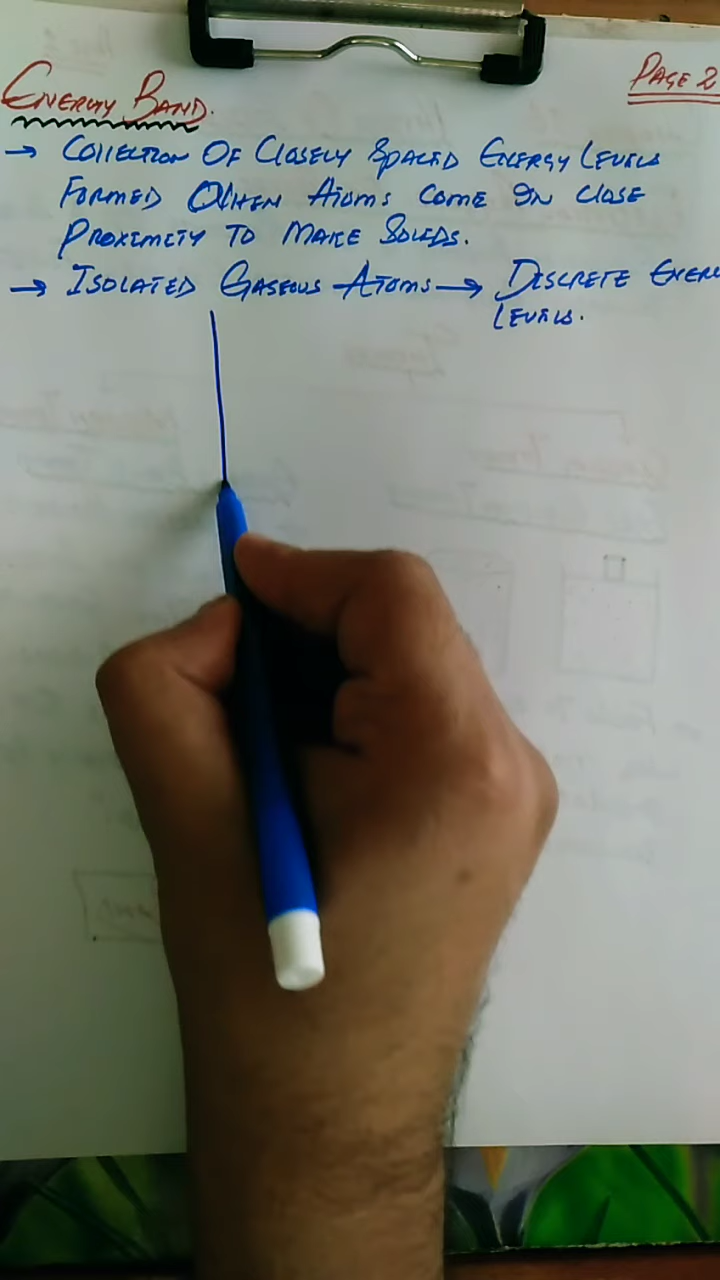 PAGE 2
ENERGY BAND.
→ COLLECTION OF CLOSELY SPACED ENERGY LEVELS
FORMED WHEN ATOMS COME IN CLOSE
PROXIMITY TO MAKE SOLIDS.
→ ISOLATED GASEOUS ATOMS → DISCRETE ENER
LEVELS.